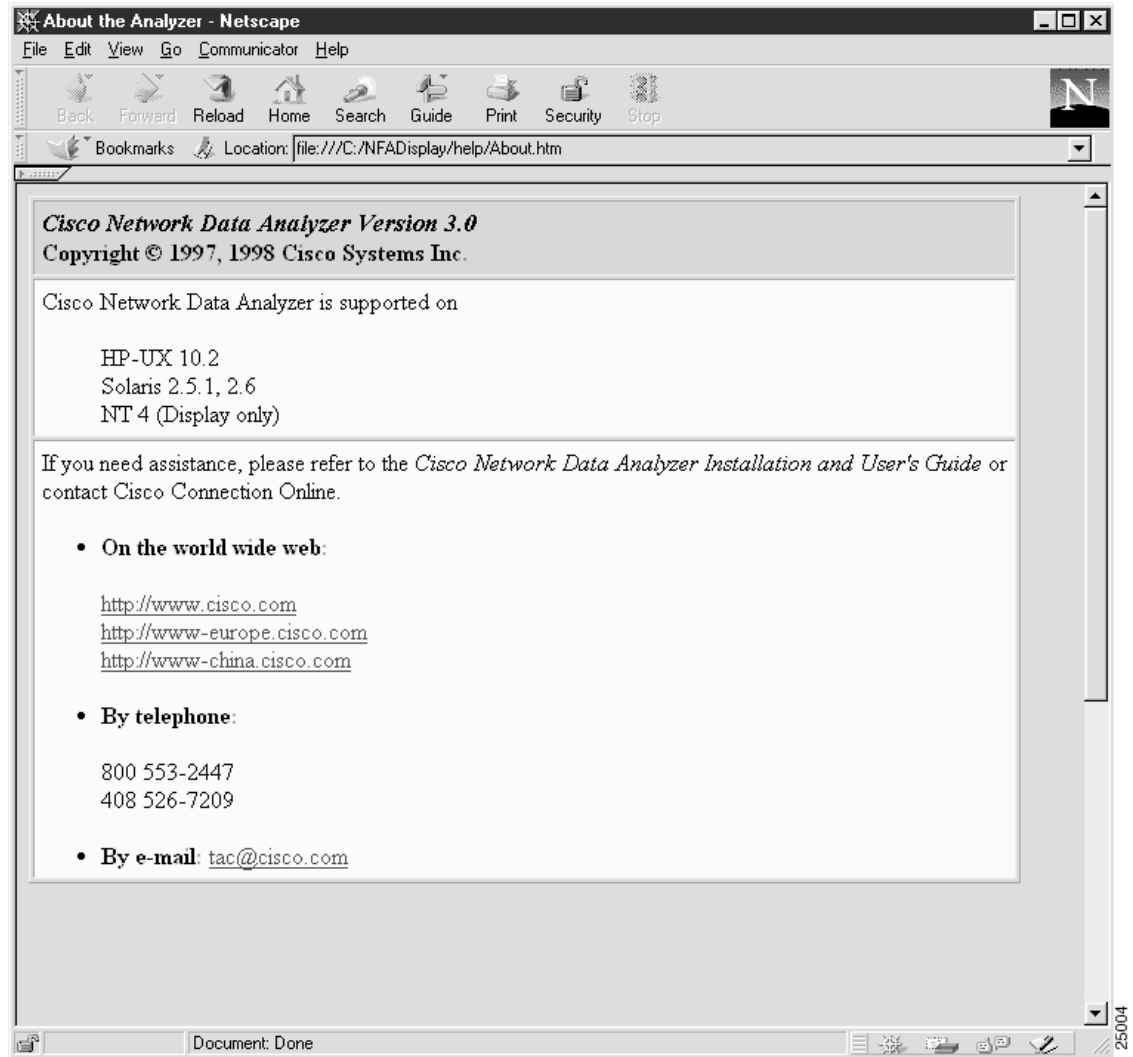 About the Analyzer - Netscape
File Edit View Go Communicator Help
Back Forward Reload Home Search Guide Print Security Stop
N
Bookmarks Location: file:///C:/NFADisplay/help/About.htm
Cisco Network Data Analyzer Version 3.0
Copyright © 1997, 1998 Cisco Systems Inc.
Cisco Network Data Analyzer is supported on
HP-UX 10.2
Solaris 2.5.1, 2.6
NT 4 (Display only)
If you need assistance, please refer to the Cisco Network Data Analyzer Installation and User's Guide or
contact Cisco Connection Online.
• On the world wide web:
http://www.cisco.com
http://www-europe.cisco.com
http://www-china.cisco.com
• By telephone:
800 553-2447
408 526-7209
• By e-mail: tac@cisco.com
Document: Done
25004